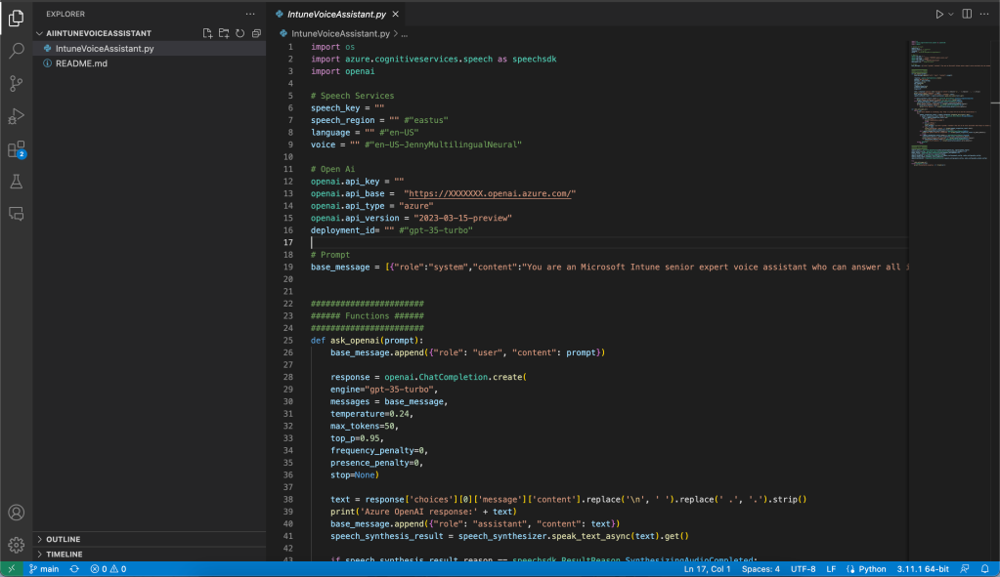 EXPLORER
AIINTUNEVOICEASSISTANT
IntuneVoiceAssistant.py
README.md
2
OUTLINE
TIMELINE
IntuneVoiceAssistant.py
IntuneVoiceAssistant.py > ...
1 import os
2 import azure.cognitiveservices.speech as speechsdk
3 import openai
4
5 # Speech Services
6 speech_key = ""
7 speech_region = "" #"eastus"
8 language = "" #"en-US"
9 voice = "" #"en-US-JennyMultilingualNeural"
10
11 # Open Ai
12 openai.api_key = ""
13 openai.api_base =  "https://XXXXXXX.openai.azure.com/"
14 openai.api_type = "azure"
15 openai.api_version = "2023-03-15-preview"
16 deployment_id= "" #"gpt-35-turbo"
17
18 # Prompt
19 base_message = [{"role":"system","content":"You are an Microsoft Intune senior expert voice assistant who can answer all
20
21
22 #######################
23 ###### Functions ######
24 #######################
25 def ask_openai(prompt):
26     base_message.append({"role": "user", "content": prompt})
27
28     response = openai.ChatCompletion.create(
29     engine="gpt-35-turbo",
30     messages = base_message,
31     temperature=0.24,
32     max_tokens=50,
33     top_p=0.95,
34     frequency_penalty=0,
35     presence_penalty=0,
36     stop=None)
37
38     text = response['choices'][0]['message']['content'].replace('\n', ' ').replace(' .', '.').strip()
39     print('Azure OpenAI response:' + text)
40     base_message.append({"role": "assistant", "content": text})
41     speech_synthesis_result = speech_synthesizer.speak_text_async(text).get()
42
43     if speech_synthesis_result.reason == speechsdk.ResultReason.SynthesizingAudioCompleted:
main 0 0 Ln 17, Col 1 Spaces: 4 UTF-8 LF Python 3.11.1 64-bit